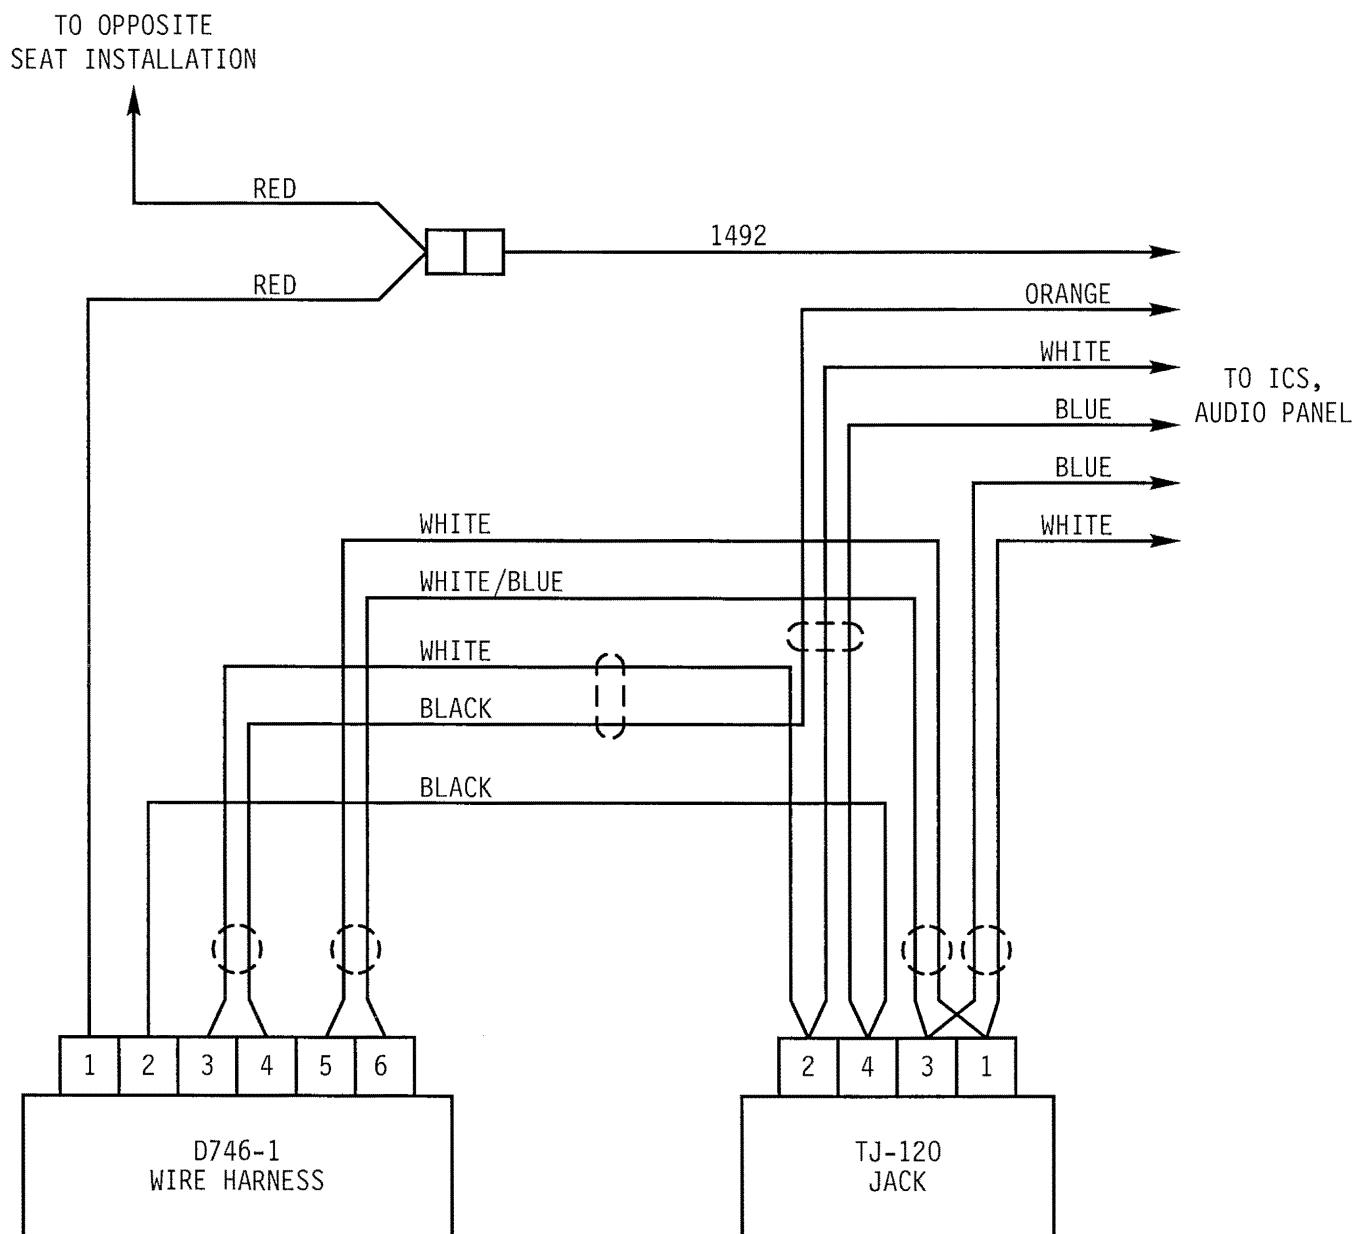 TO OPPOSITE
SEAT INSTALLATION
RED
1492
RED
ORANGE
WHITE
TO ICS,
AUDIO PANEL
BLUE
BLUE
WHITE
WHITE
WHITE/BLUE
WHITE
BLACK
BLACK
1 2 3 4 5 6
2 4 3 1
D746-1
WIRE HARNESS
TJ-120
JACK